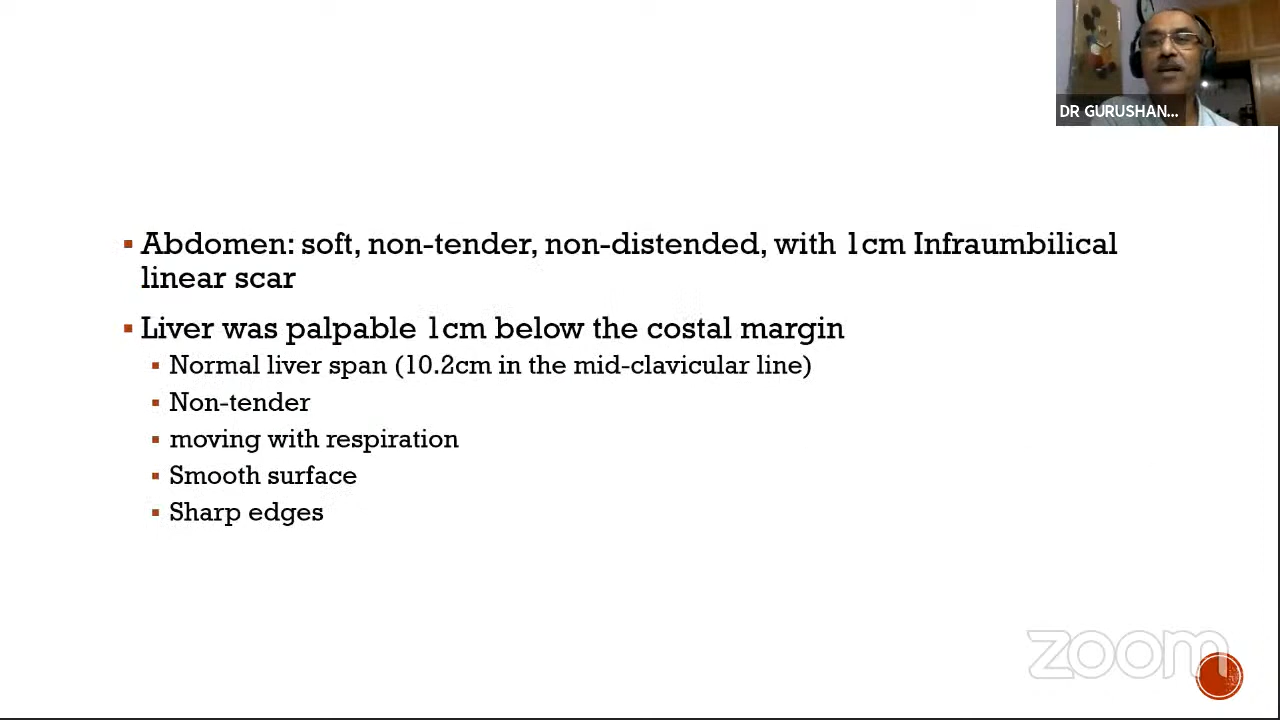 DR GURUSHAN...
Abdomen: soft, non-tender, non-distended, with 1cm Infraumbilical
linear scar
Liver was palpable 1cm below the costal margin
Normal liver span (10.2cm in the mid-clavicular line)
Non-tender
moving with respiration
Smooth surface
Sharp edges
zoom